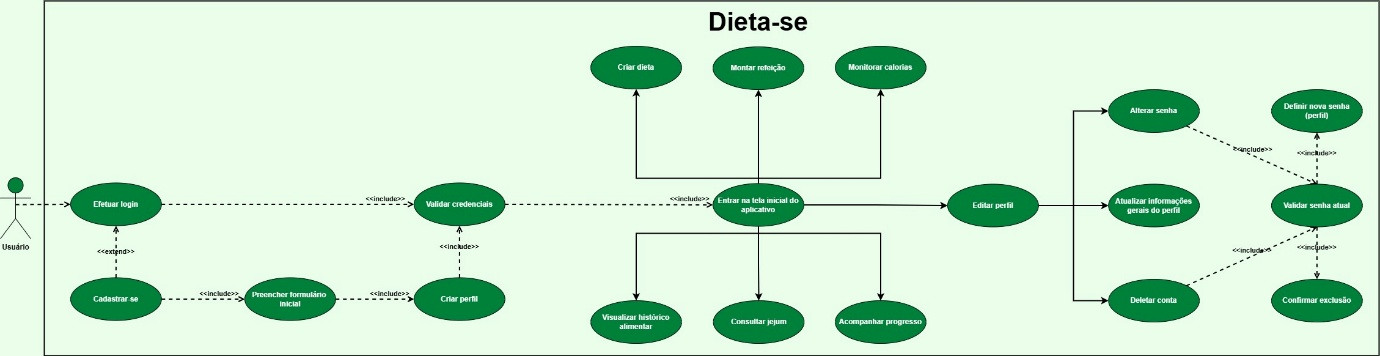 Dieta-se
Criar dieta
Montar refeição
Monitorar calorias
Alterar senha
Definir nova senha
(perfil)
<<include>>
<<include>>
Usuário
Efetuar login
<<include>>
Validar credenciais
<<include>>
Entrar na tela inicial do
aplicativo
Editar perfil
Atualizar informações
gerais do perfil
Validar senha atual
<<extend>>
<<include>>
<<include>>
<<include>>
Cadastrar-se
<<include>>
Preencher formulário
inicial
<<include>>
Criar perfil
Visualizar histórico
alimentar
Consultar jejum
Acompanhar progresso
Deletar conta
Confirmar exclusão